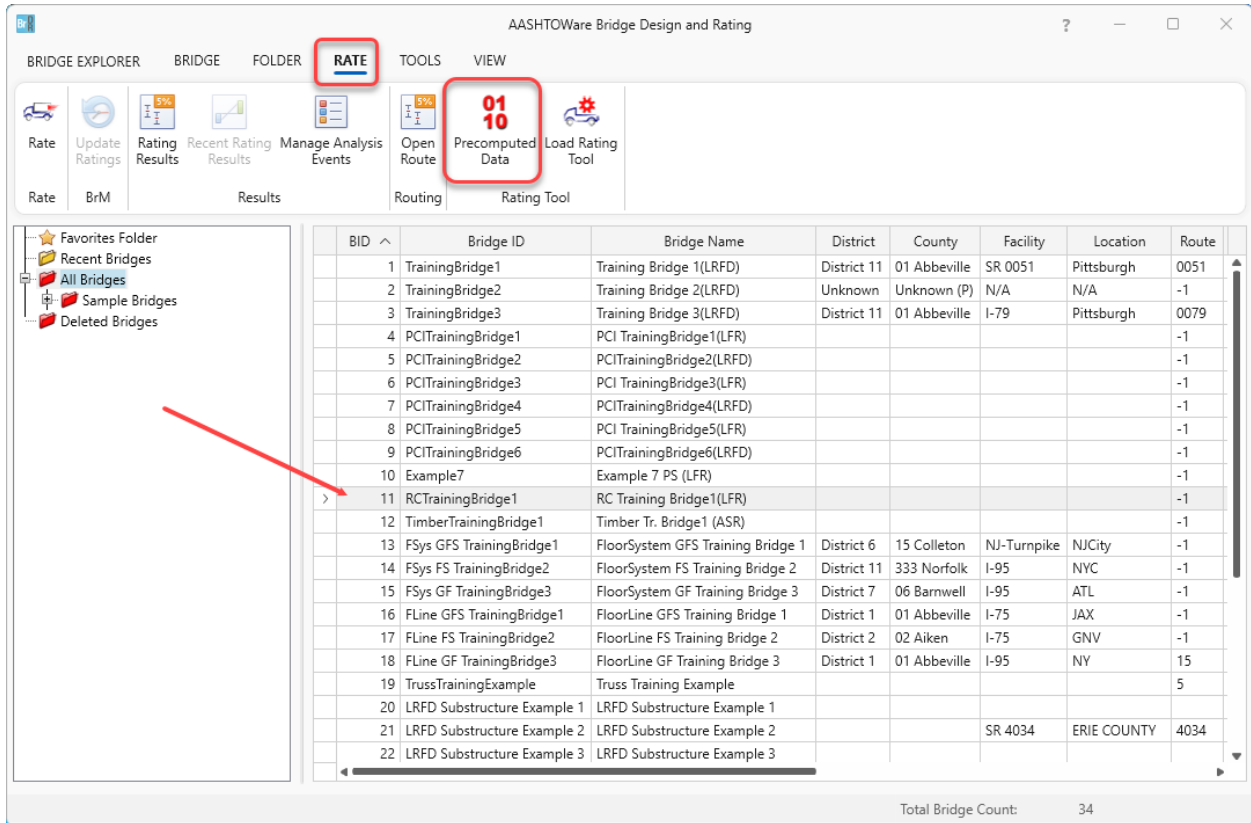 BrR
AASHTOWare Bridge Design and Rating ?
BRIDGE EXPLORER BRIDGE FOLDER RATE TOOLS VIEW
5% 5% 01
10
Rate Update Rating Recent Rating Manage Analysis Open Precomputed Load Rating
Ratings Results Results Events Route Data Tool
Rate BrM Results Routing Rating Tool
Favorites Folder
Recent Bridges
All Bridges
Sample Bridges
Deleted Bridges
BID Bridge ID Bridge Name District County Facility Location Route
1 TrainingBridge1 Training Bridge 1(LRFD) District 11 01 Abbeville SR 0051 Pittsburgh 0051
2 TrainingBridge2 Training Bridge 2(LRFD) Unknown Unknown (P) N/A N/A -1
3 TrainingBridge3 Training Bridge 3(LRFD) District 11 01 Abbeville I-79 Pittsburgh 0079
4 PCITrainingBridge1 PCI TrainingBridge1(LFR) -1
5 PCITrainingBridge2 PCITrainingBridge2(LRFD) -1
6 PCITrainingBridge3 PCI TrainingBridge3(LFR) -1
7 PCITrainingBridge4 PCITrainingBridge4(LRFD) -1
8 PCITrainingBridge5 PCI TrainingBridge5(LFR) -1
9 PCITrainingBridge6 PCITrainingBridge6(LRFD) -1
10 Example7 Example 7 PS (LFR) -1
11 RCTrainingBridge1 RC Training Bridge1(LFR) -1
12 TimberTrainingBridge1 Timber Tr. Bridge1 (ASR) -1
13 FSys GFS TrainingBridge1 FloorSystem GFS Training Bridge 1 District 6 15 Colleton NJ-Turnpike NJCity -1
14 FSys FS TrainingBridge2 FloorSystem FS Training Bridge 2 District 11 333 Norfolk I-95 NYC -1
15 FSys GF TrainingBridge3 FloorSystem GF Training Bridge 3 District 7 06 Barnwell I-95 ATL -1
16 FLine GFS TrainingBridge1 FloorLine GFS Training Bridge 1 District 1 01 Abbeville I-75 JAX -1
17 FLine FS TrainingBridge2 FloorLine FS Training Bridge 2 District 2 02 Aiken I-75 GNV -1
18 FLine GF TrainingBridge3 FloorLine GF Training Bridge 3 District 1 01 Abbeville I-95 NY 15
19 TrussTrainingExample Truss Training Example 5
20 LRFD Substructure Example 1 LRFD Substructure Example 1
21 LRFD Substructure Example 2 LRFD Substructure Example 2 SR 4034 ERIE COUNTY 4034
22 LRFD Substructure Example 3 LRFD Substructure Example 3
Total Bridge Count: 34